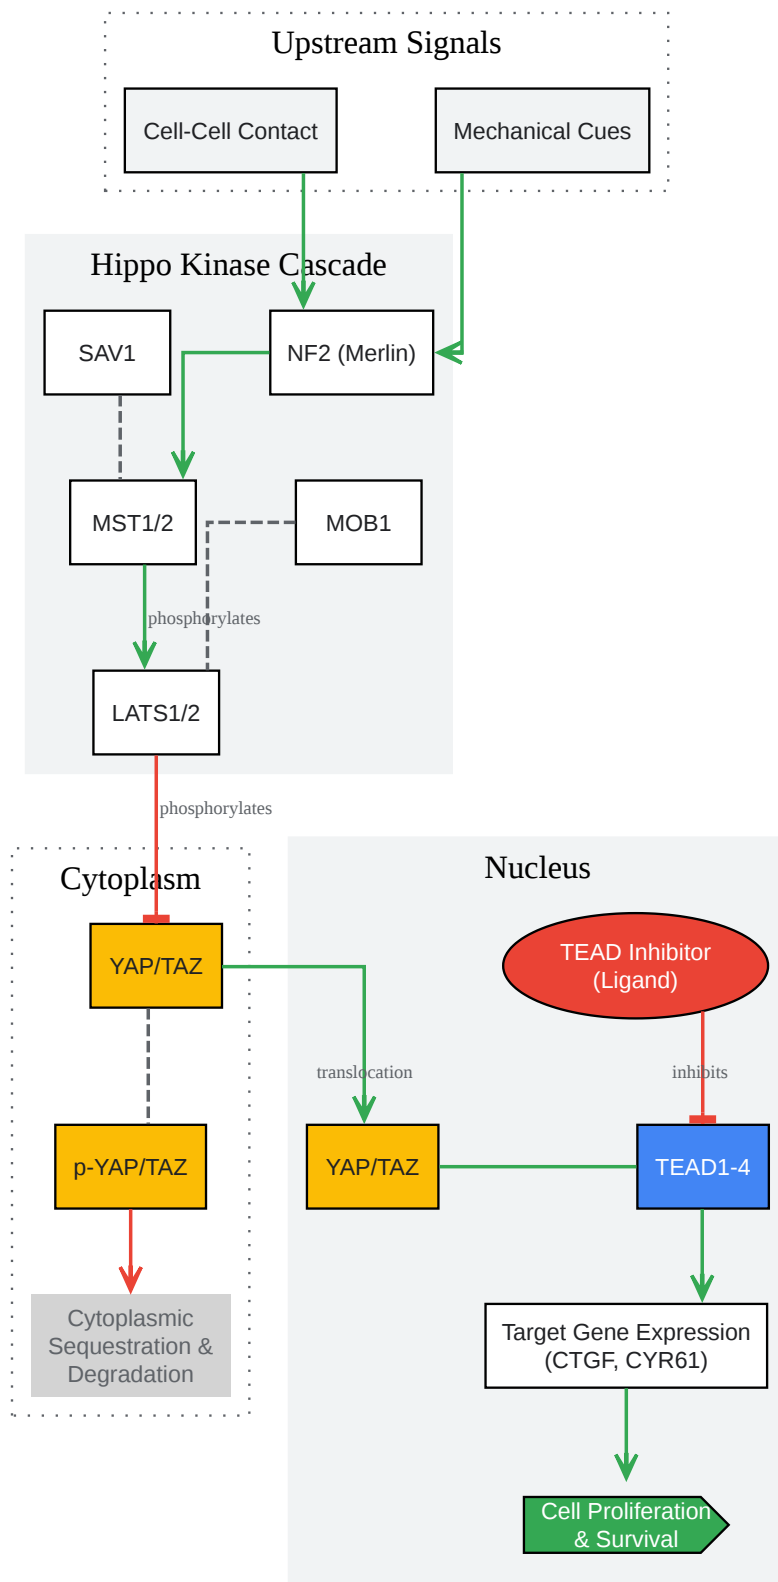 Upstream Signals
Cell-Cell Contact
Mechanical Cues
Hippo Kinase Cascade
SAV1
NF2 (Merlin)
MST1/2
MOB1
phosphorylates
LATS1/2
phosphorylates
Cytoplasm
Nucleus
YAP/TAZ
TEAD Inhibitor
(Ligand)
translocation
inhibits
p-YAP/TAZ
YAP/TAZ
TEAD1-4
Cytoplasmic
Sequestration &
Degradation
Target Gene Expression
(CTGF, CYR61)
Cell Proliferation
& Survival